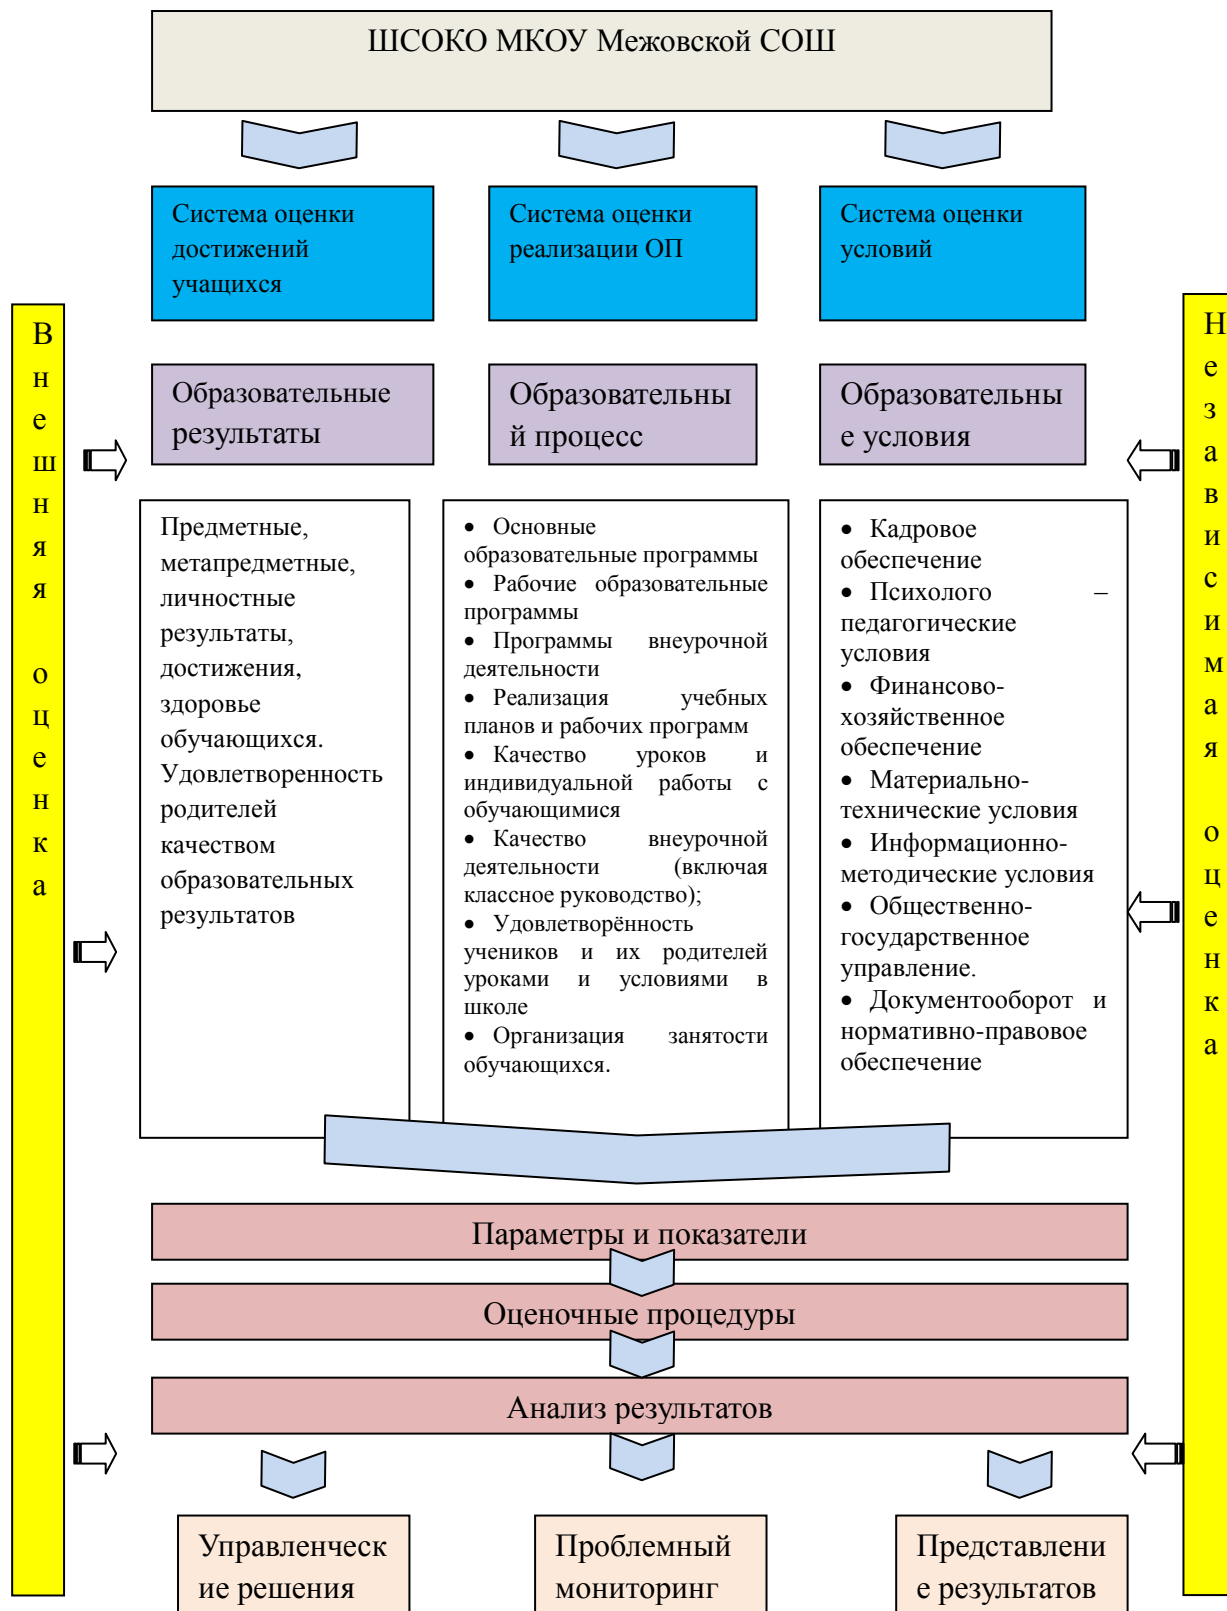 ШСОКО МКОУ Межовской СОШ
Система оценки
достижений
учащихся
Система оценки
реализации ОП
Система оценки
условий
Внешняя оценка
Независимая оценка
Образовательные
результаты
Образовательны
й процесс
Образовательны
е условия
Предметные,
метапредметные,
личностные
результаты,
достижения,
здоровье
обучающихся.
Удовлетворенность
родителей
качеством
образовательных
результатов
• Основные
образовательные программы
• Рабочие образовательные
программы
• Программы внеурочной
деятельности
• Реализация учебных
планов и рабочих программ
• Качество уроков и
индивидуальной работы с
обучающимися
• Качество внеурочной
деятельности (включая
классное руководство);
• Удовлетворённость
учеников и их родителей
уроками и условиями в
школе
• Организация занятости
обучающихся.
• Кадровое
обеспечение
• Психолого –
педагогические
условия
• Финансово-
хозяйственное
обеспечение
• Материально-
технические условия
• Информационно-
методические условия
• Общественно-
государственное
управление.
• Документооборот и
нормативно-правовое
обеспечение
Параметры и показатели
Оценочные процедуры
Анализ результатов
Управленческ
ие решения
Проблемный
мониторинг
Представлени
е результатов